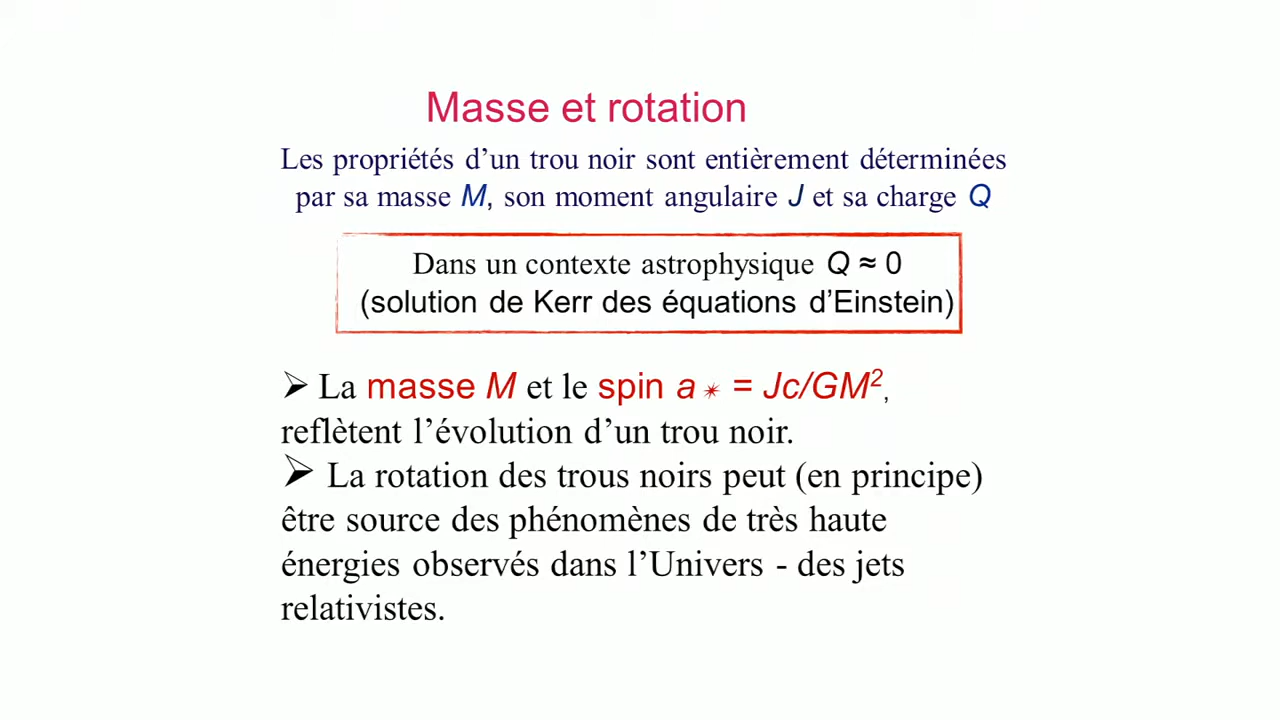 Masse et rotation
Les propriétés d’un trou noir sont entièrement déterminées
par sa masse M, son moment angulaire J et sa charge Q
Dans un contexte astrophysique Q ≈ 0
(solution de Kerr des équations d’Einstein)
➢ La masse M et le spin a * = Jc/GM²,
reflètent l’évolution d’un trou noir.
➢ La rotation des trous noirs peut (en principe)
être source des phénomènes de très haute
énergies observés dans l’Univers - des jets
relativistes.